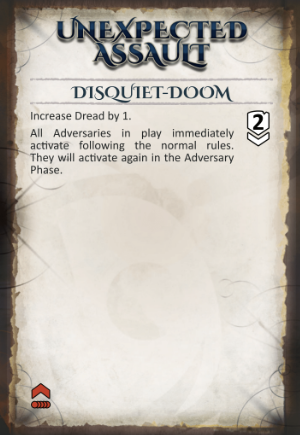 UNEXPECTED
ASSAULT
DISQUIET-DOOM
Increase Dread by 1.
2
All Adversaries in play immediately
activate following the normal rules.
They will activate again in the Adversary
Phase.